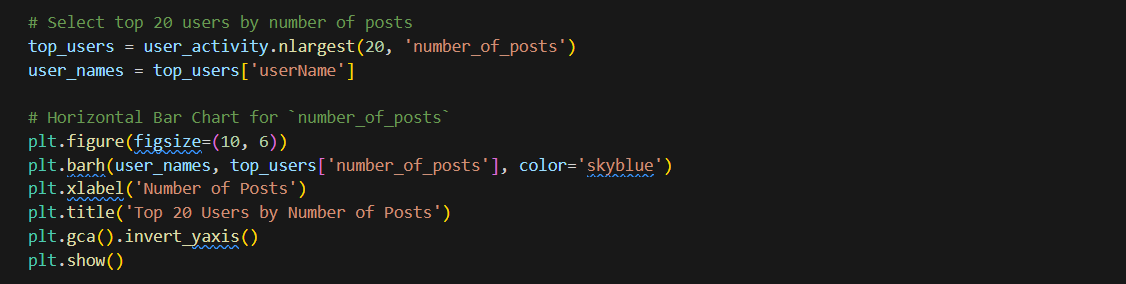 # Select top 20 users by number of posts
top_users = user_activity.nlargest(20, 'number_of_posts')
user_names = top_users['userName']
# Horizontal Bar Chart for `number_of_posts`
plt.figure(figsize=(10, 6))
plt.barh(user_names, top_users['number_of_posts'], color='skyblue')
plt.xlabel('Number of Posts')
plt.title('Top 20 Users by Number of Posts')
plt.gca().invert_yaxis()
plt.show()